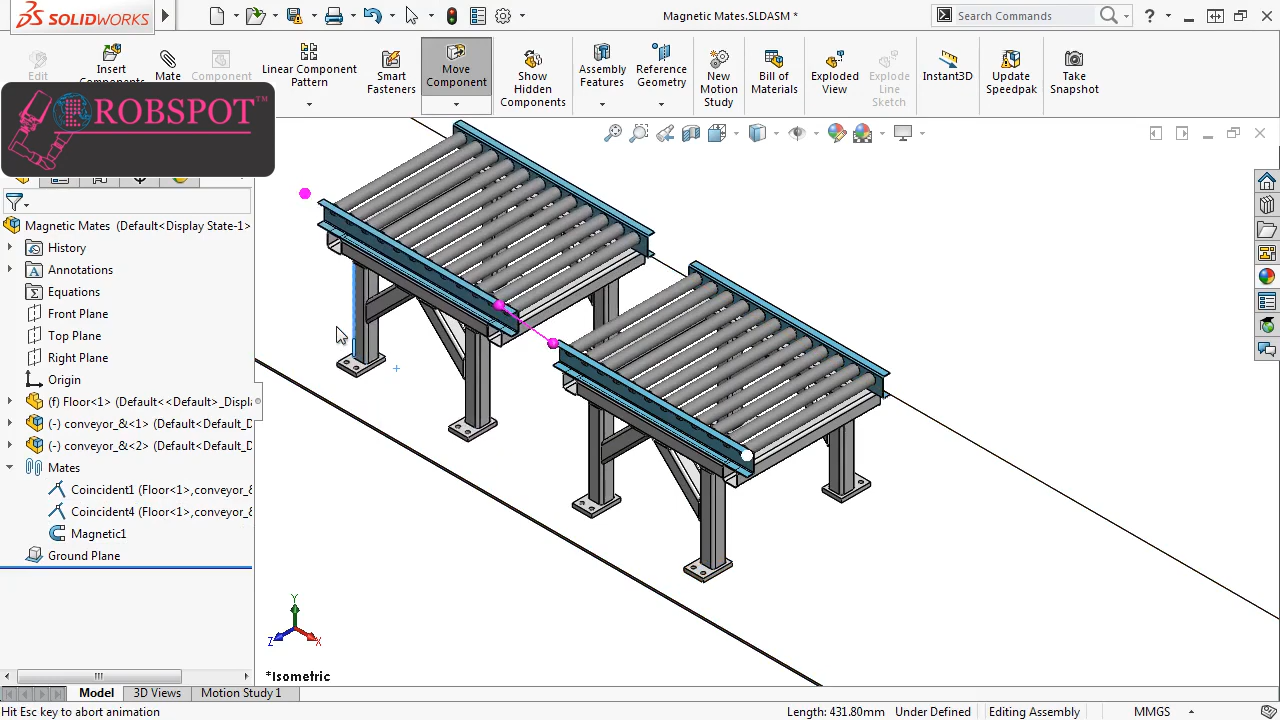 SOLIDWORKS
Magnetic Mates.SLDASM *
Search Commands
Edit
Insert Components
Mate
Component
Linear Component Pattern
Smart Fasteners
Move Component
Show Hidden Components
Assembly Features
Reference Geometry
New Motion Study
Bill of Materials
Exploded View
Explode Line Sketch
Instant3D
Update Speedpak
Take Snapshot
ROBSPOT™
Magnetic Mates (Default<Display State-1>
History
Annotations
Equations
Front Plane
Top Plane
Right Plane
Origin
(f) Floor<1> (Default<<Default>_Displa
(-) conveyor_&<1> (Default<Default_D
(-) conveyor_&<2> (Default<Default_D
Mates
Coincident1 (Floor<1>,conveyor_&
Coincident4 (Floor<1>,conveyor_&
Magnetic1
Ground Plane
Y
Z
X
*Isometric
Model
3D Views
Motion Study 1
Hit Esc key to abort animation
Length: 431.80mm
Under Defined
Editing Assembly
MMGS